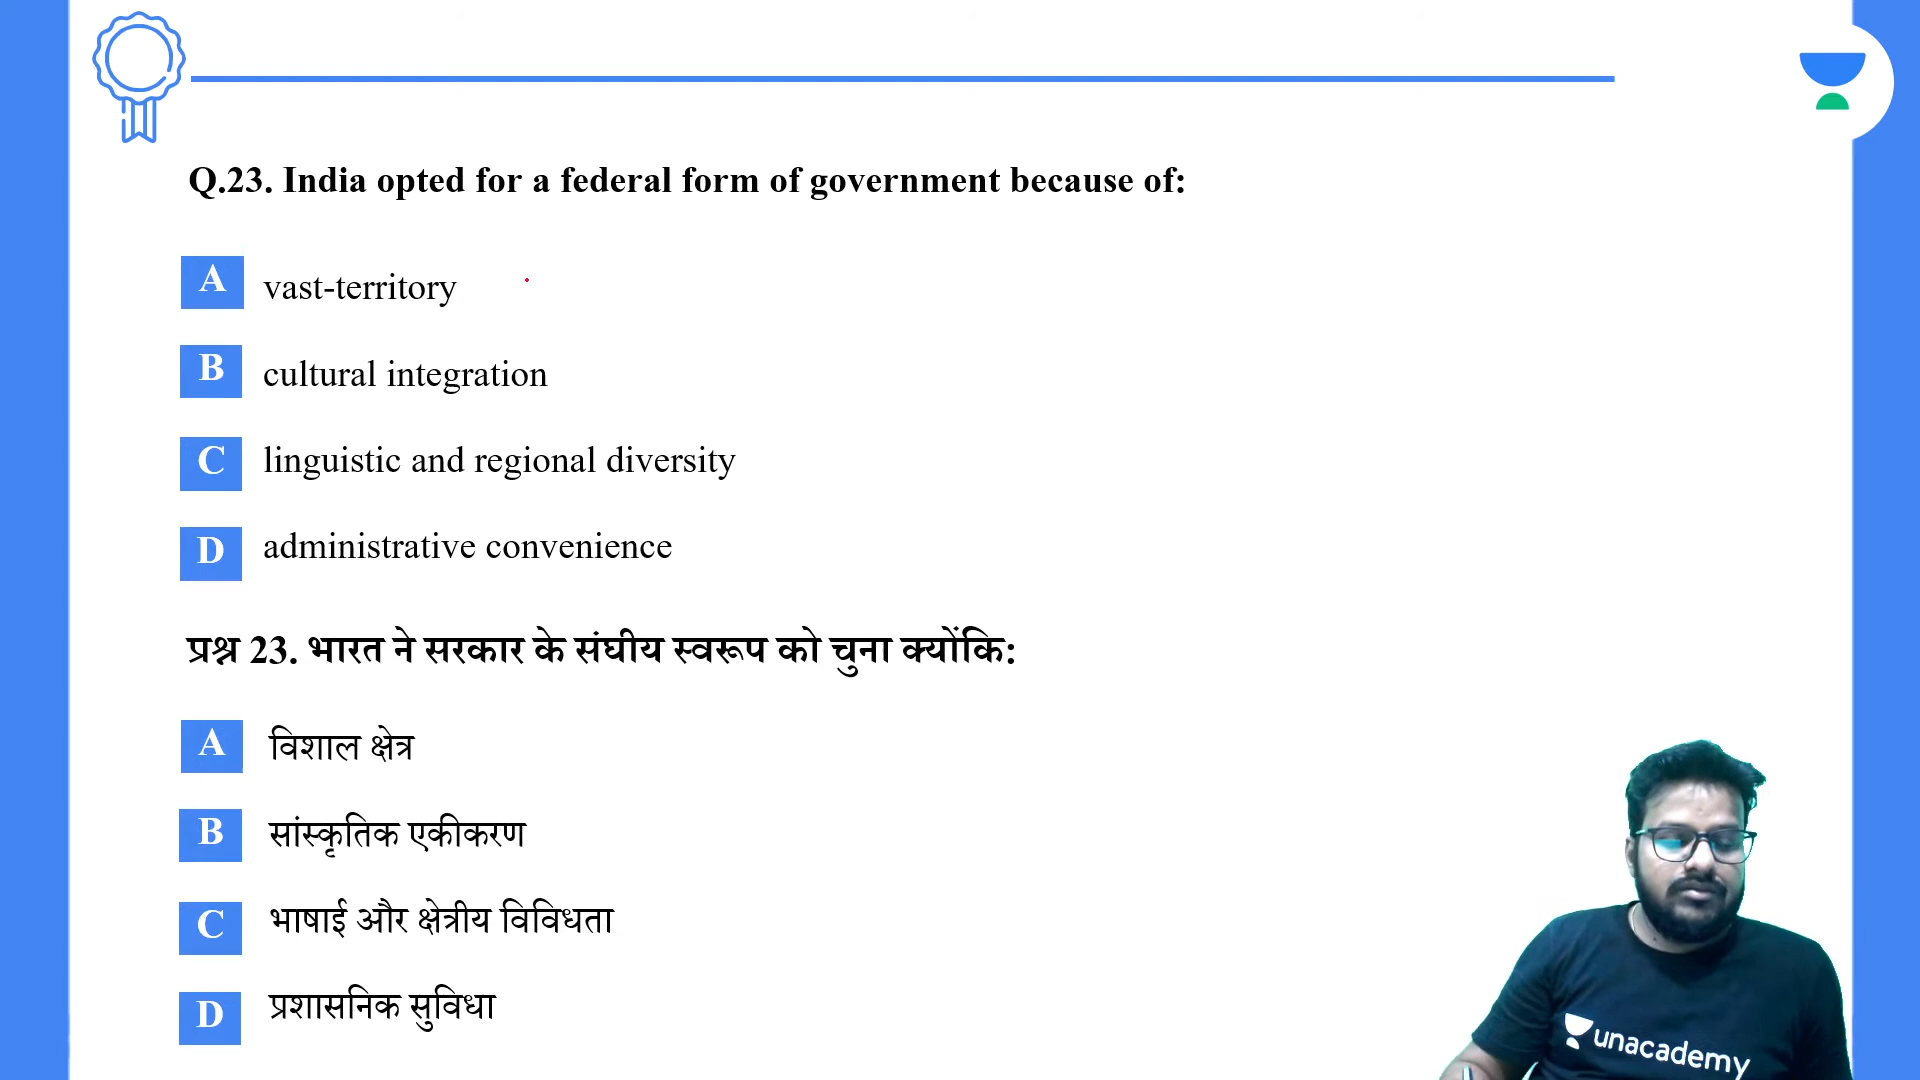 Q.23. India opted for a federal form of government because of:
A vast-territory
B cultural integration
C linguistic and regional diversity
D administrative convenience
प्रश्न 23. भारत ने सरकार के संघीय स्वरूप को चुना क्योंकि:
A विशाल क्षेत्र
B सांस्कृतिक एकीकरण
C भाषाई और क्षेत्रीय विविधता
D प्रशासनिक सुविधा
unacademy